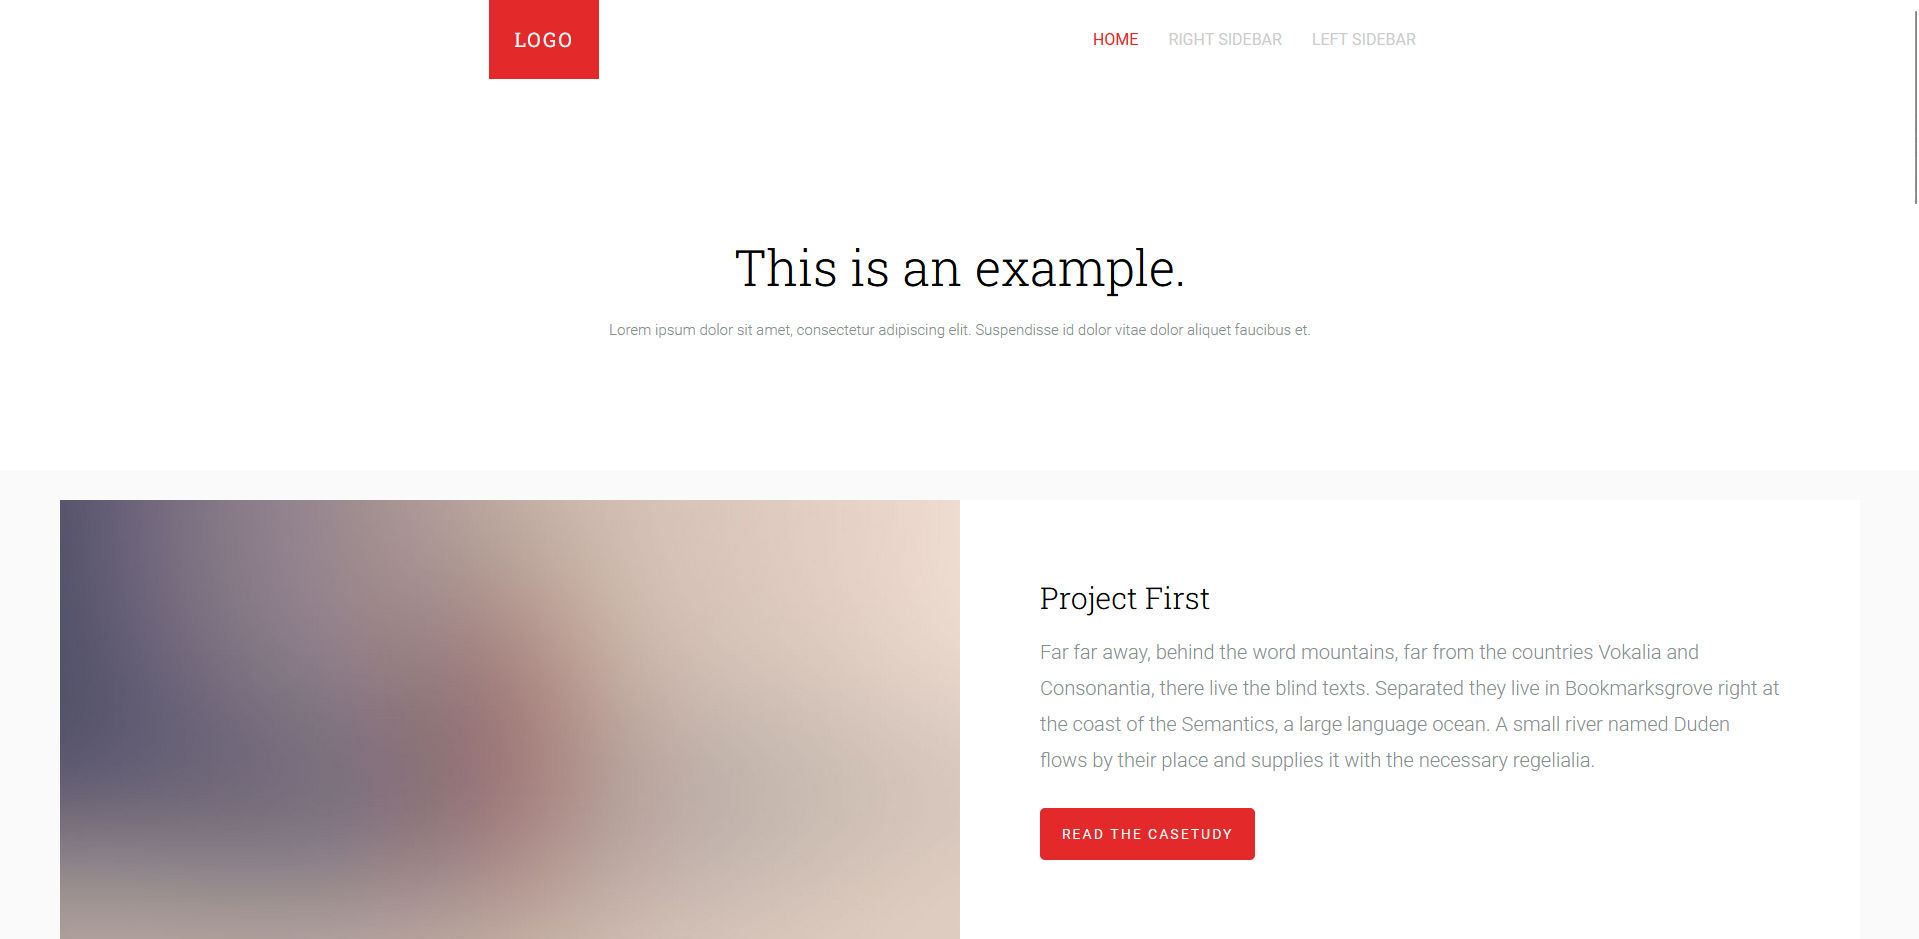 LOGO
HOME RIGHT SIDEBAR LEFT SIDEBAR
This is an example.
Lorem ipsum dolor sit amet, consectetur adipiscing elit. Suspendisse id dolor vitae dolor aliquet faucibus et.
Project First
Far far away, behind the word mountains, far from the countries Vokalia and
Consonantia, there live the blind texts. Separated they live in Bookmarksgrove right at
the coast of the Semantics, a large language ocean. A small river named Duden
flows by their place and supplies it with the necessary regelialia.
READ THE CASETUDY